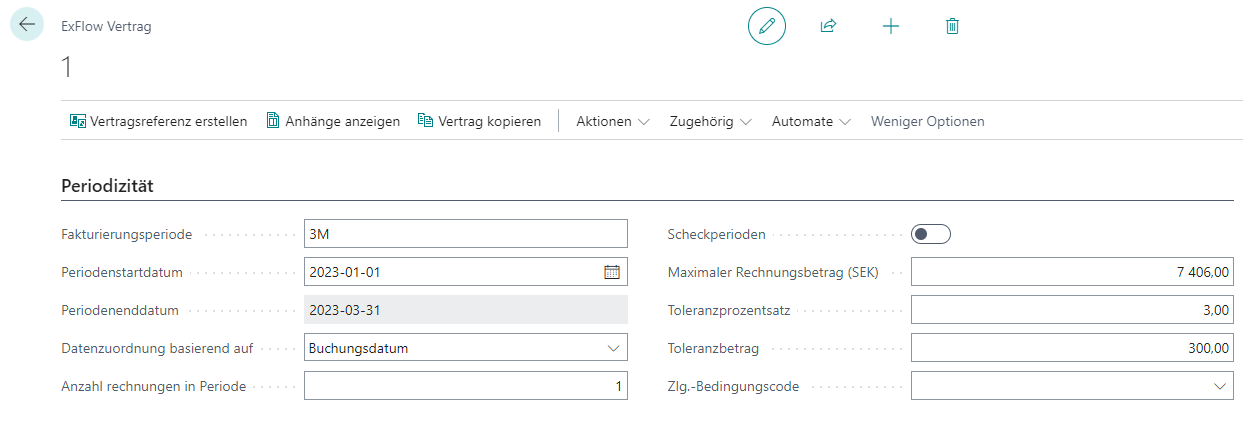 ExFlow Vertrag
1
Vertragsreferenz erstellen Anhänge anzeigen Vertrag kopieren Aktionen Zugehörig Automate Weniger Optionen
Periodizität
Fakturierungsperiode 3M
Periodenstartdatum 2023-01-01
Periodenenddatum 2023-03-31
Datenzuordnung basierend auf Buchungsdatum
Anzahl rechnungen in Periode 1
Scheckperioden
Maximaler Rechnungsbetrag (SEK) 7 406,00
Toleranzprozentsatz 3,00
Toleranzbetrag 300,00
Zlg.-Bedingungscode